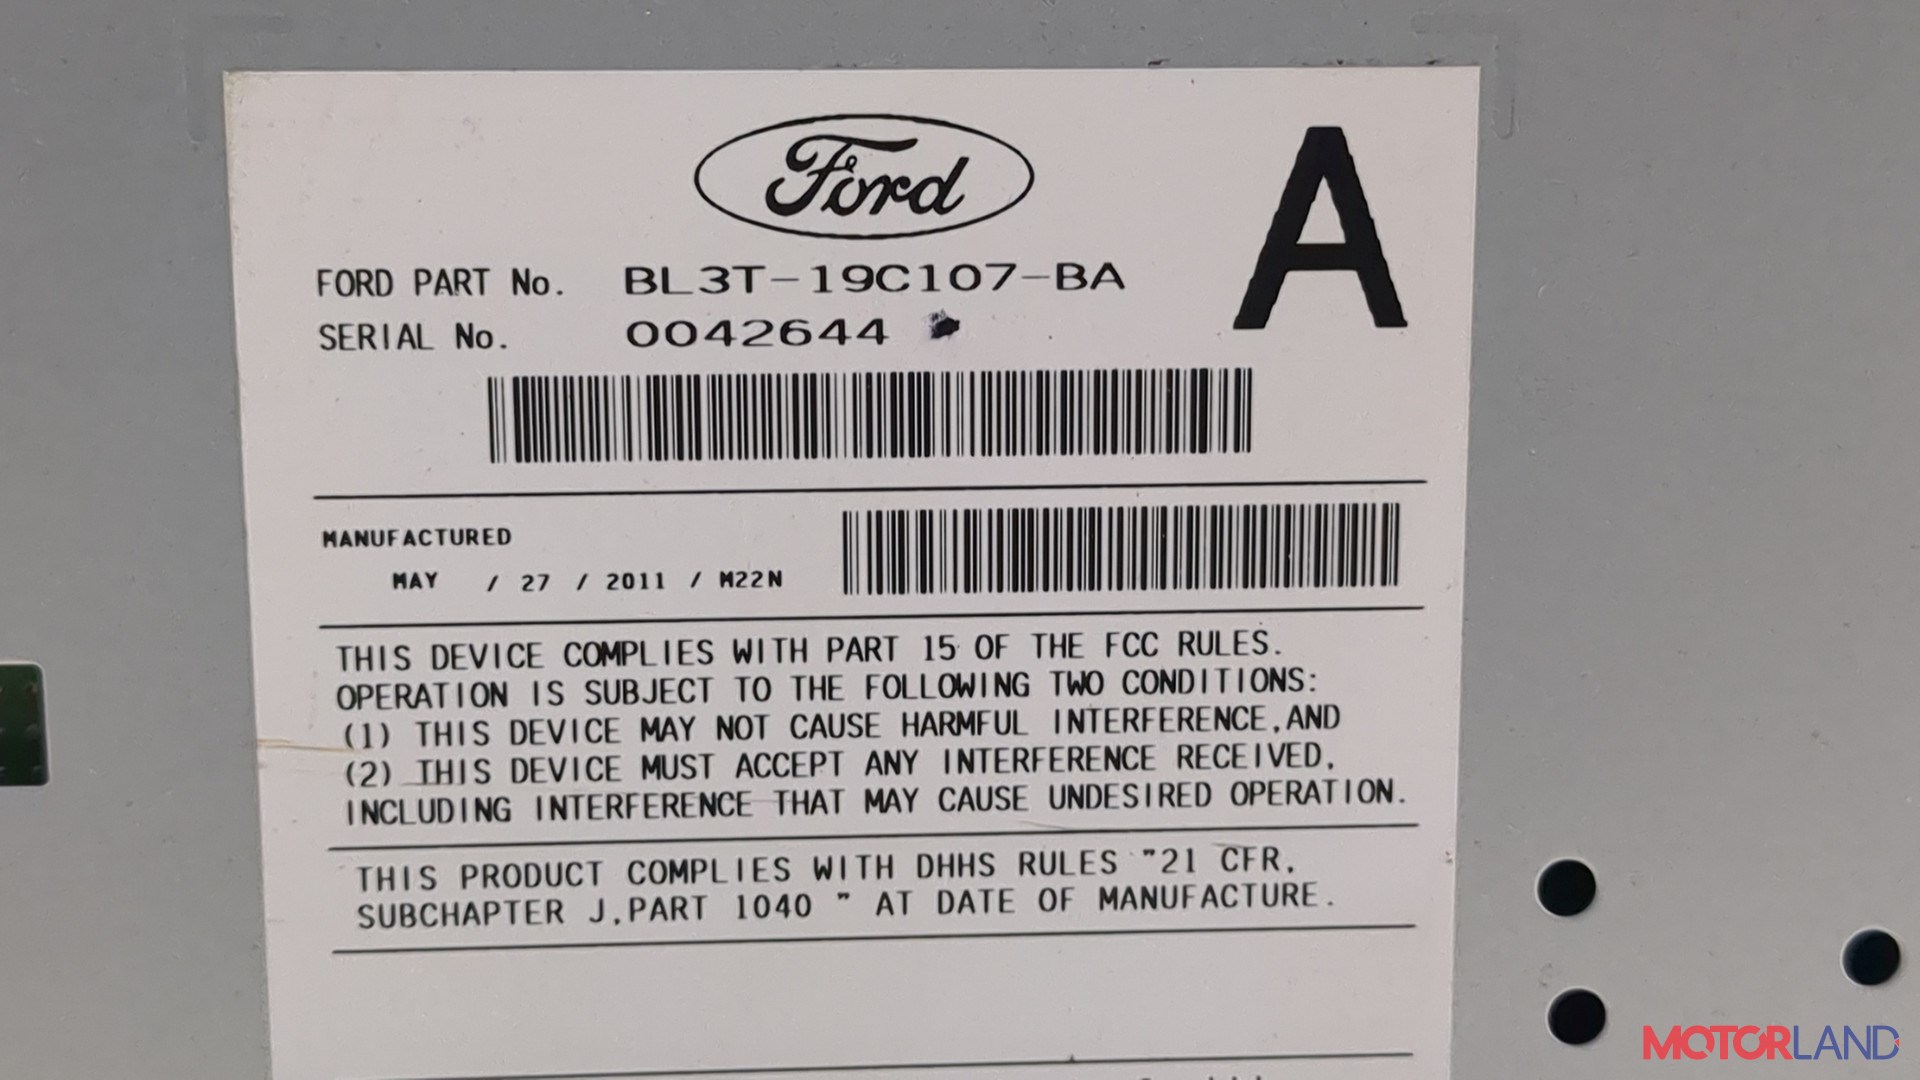 Ford
A
FORD PART No. BL3T-19C107-BA
SERIAL No. 0042644
MANUFACTURED
MAY / 27 / 2011 / M22N
THIS DEVICE COMPLIES WITH PART 15 OF THE FCC RULES.
OPERATION IS SUBJECT TO THE FOLLOWING TWO CONDITIONS:
(1) THIS DEVICE MAY NOT CAUSE HARMFUL INTERFERENCE,AND
(2) THIS DEVICE MUST ACCEPT ANY INTERFERENCE RECEIVED,
INCLUDING INTERFERENCE THAT MAY CAUSE UNDESIRED OPERATION.
THIS PRODUCT COMPLIES WITH DHHS RULES "21 CFR,
SUBCHAPTER J,PART 1040 " AT DATE OF MANUFACTURE.
MOTORLAND